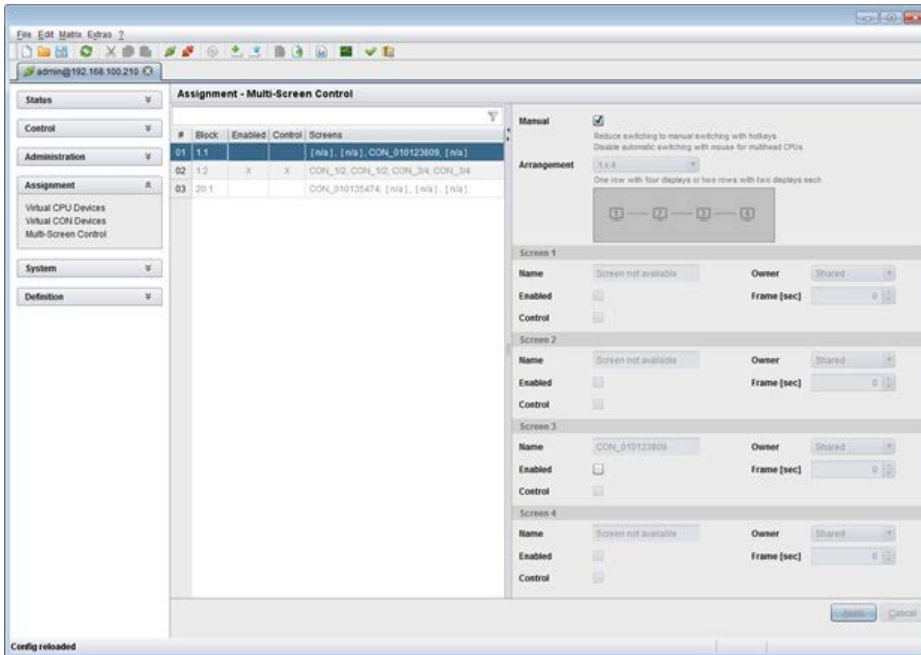 File Edit Matrix Extras ?
admin@192.168.100.210
Status
Control
Administration
Assignment
Virtual CPU Devices
Virtual CON Devices
Multi-Screen Control
System
Definition
Assignment - Multi-Screen Control
# Block Enabled Control Screens
01 1.1 [n/a], [n/a], CON_010123809, [n/a]
02 1.2 X X CON_1/2, CON_1/2, CON_3/4, CON_3/4
03 20.1 CON_010135474, [n/a], [n/a], [n/a]
Manual
Reduce switching to manual switching with hotkeys
Disable automatic switching with mouse for multihead CPUs
Arrangement 1 x 4
One row with four displays or two rows with two displays each
1 2 3 4
Screen 1
Name Screen not available Owner Shared
Enabled Frame [sec] 0
Control
Screen 2
Name Screen not available Owner Shared
Enabled Frame [sec] 0
Control
Screen 3
Name CON_010123809 Owner Shared
Enabled Frame [sec] 0
Control
Screen 4
Name Screen not available Owner Shared
Enabled Frame [sec] 0
Control
Apply Cancel
Config reloaded